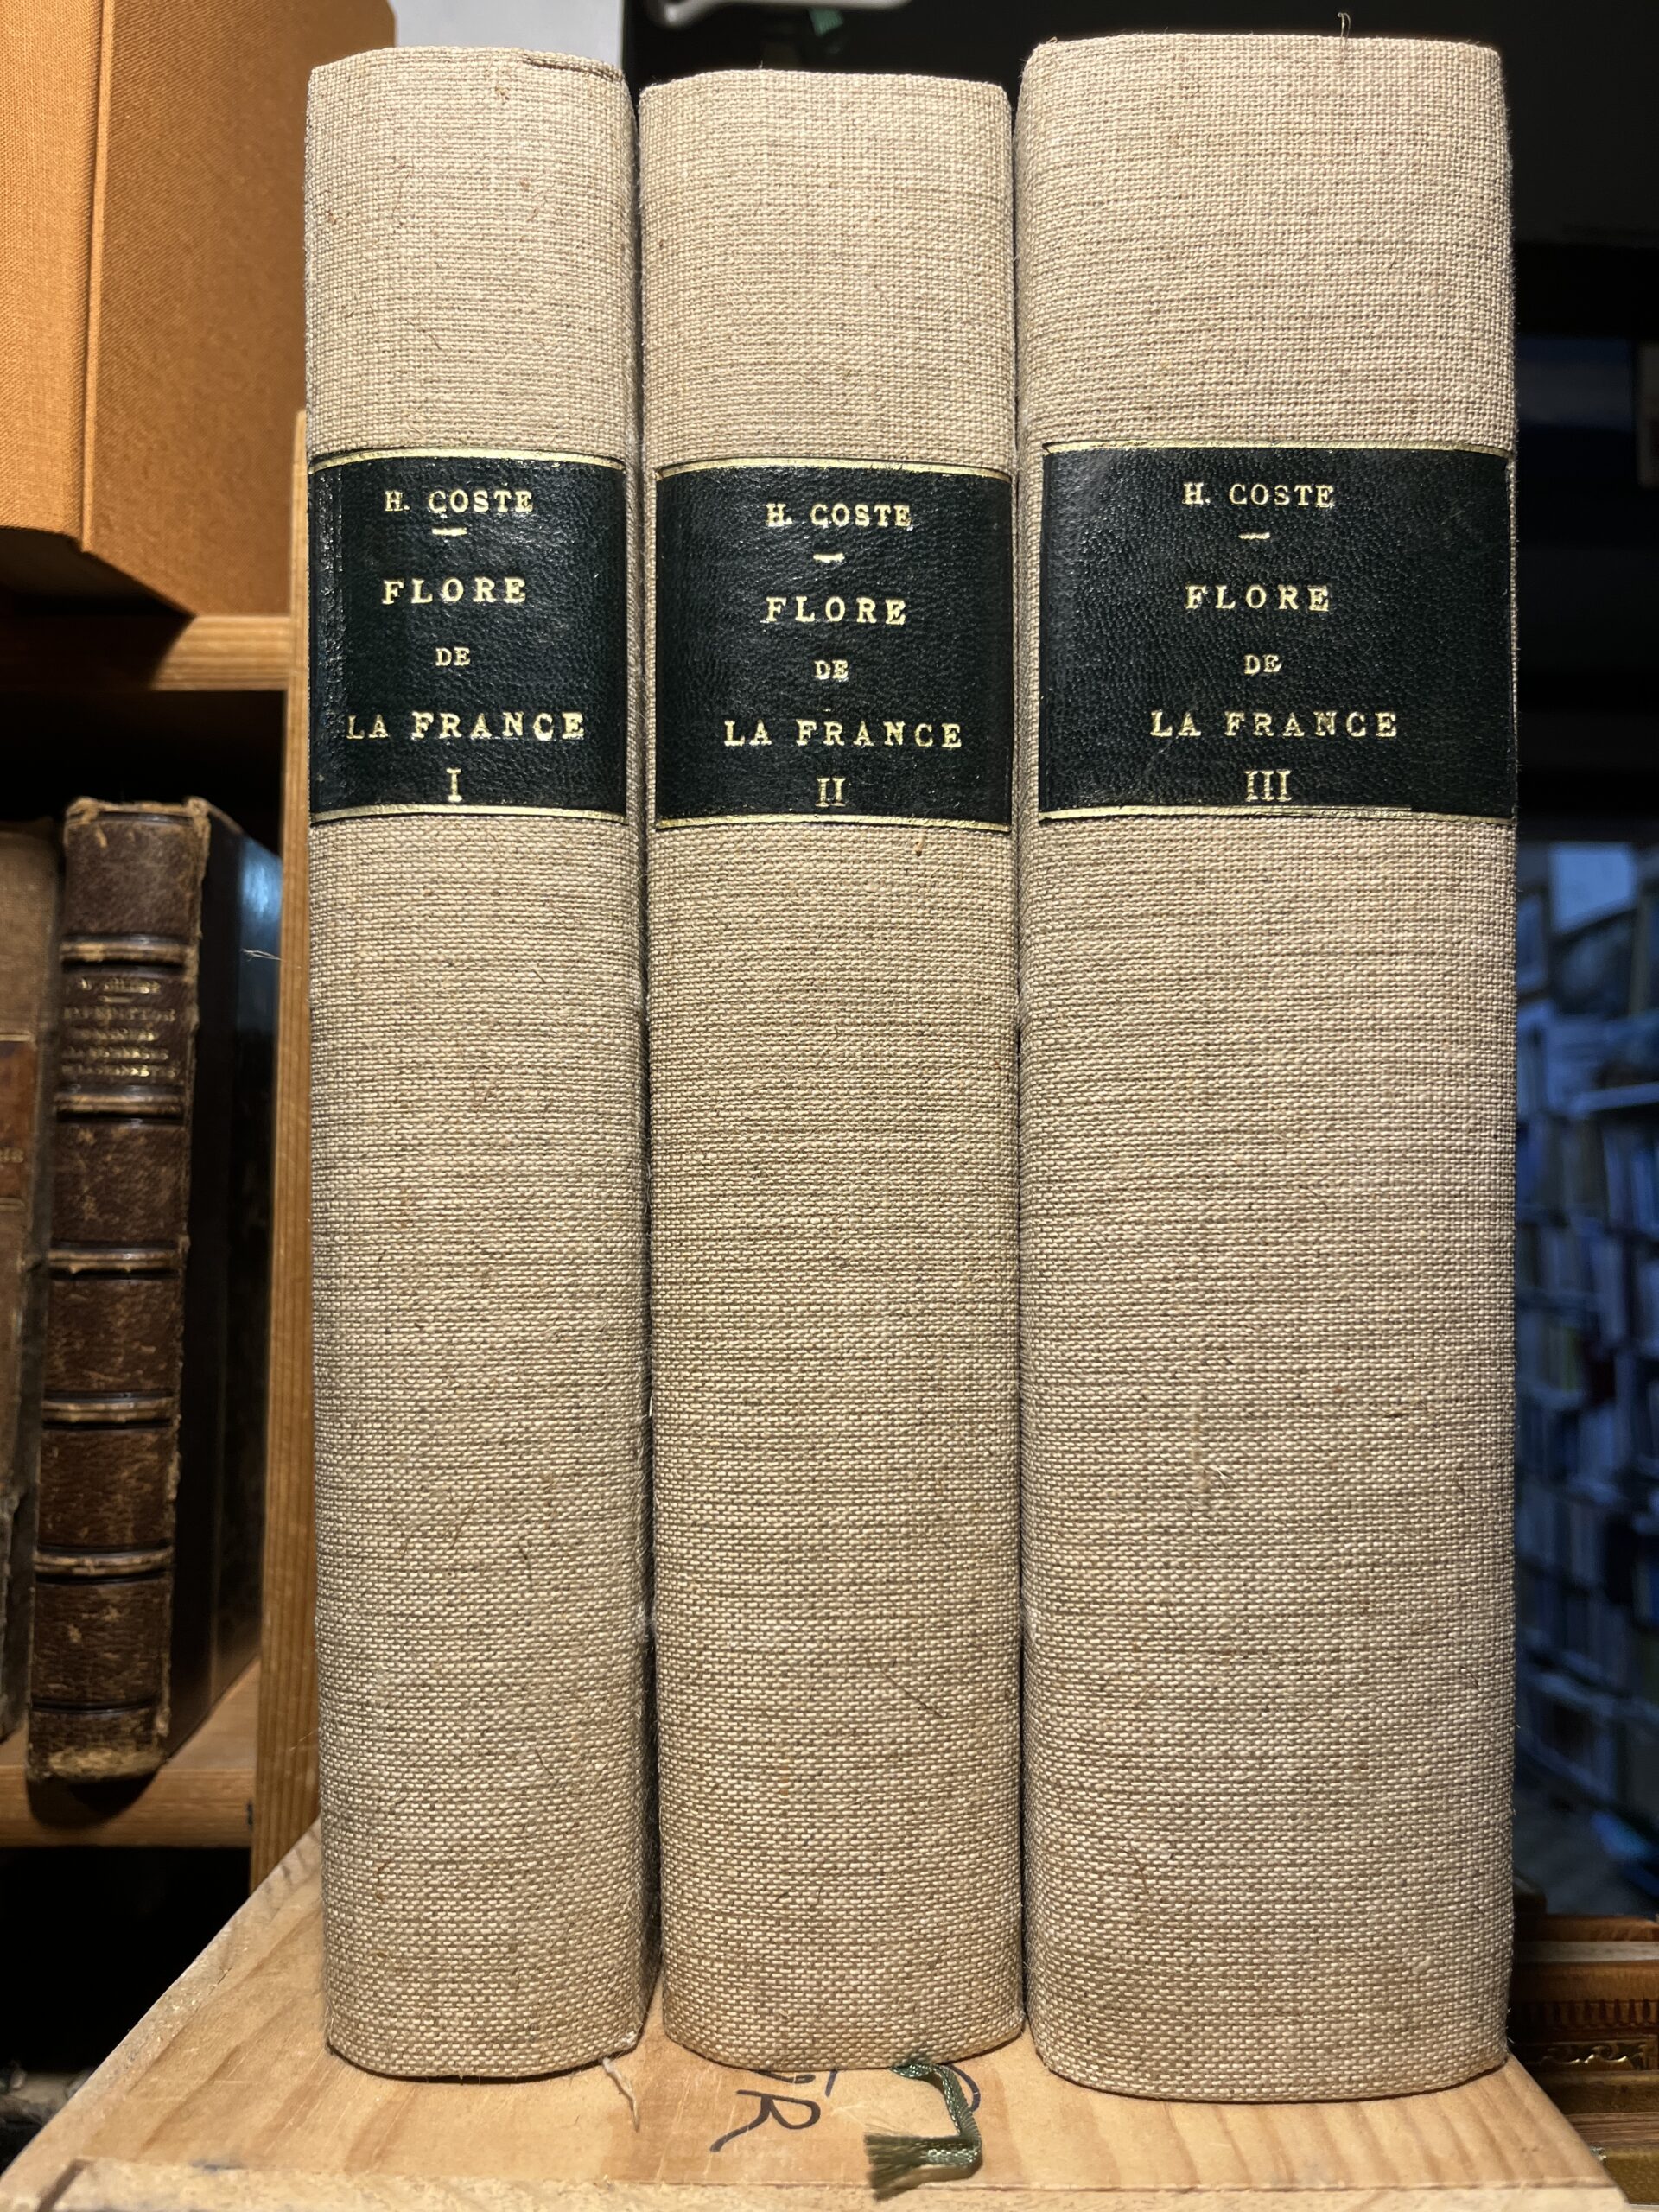 H. COSTE
FLORE
DE
LA FRANCE
I
H. COSTE
FLORE
DE
LA FRANCE
II
H. COSTE
FLORE
DE
LA FRANCE
III